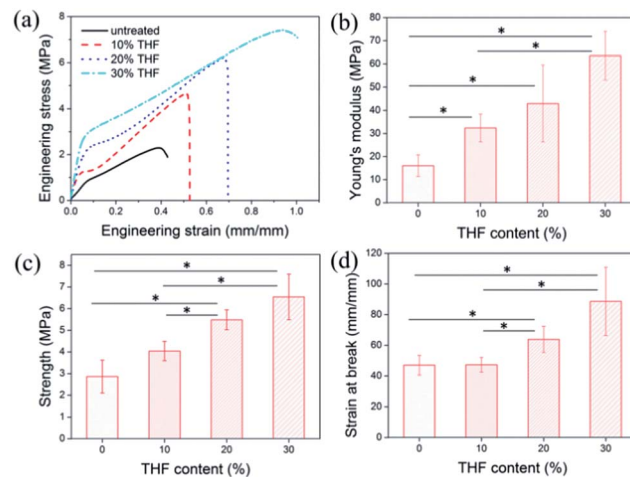 (a)
untreated
10% THF
20% THF
30% THF
Engineering stress (MPa)
8
6
4
2
0
0.0 0.2 0.4 0.6 0.8 1.0
Engineering strain (mm/mm)
(b)
Young's modulus (MPa)
90
80
70
60
50
40
30
20
10
0
* * * *
0 10 20 30
THF content (%)
(c)
Strength (MPa)
8
7
6
5
4
3
2
1
0
* * * *
0 10 20 30
THF content (%)
(d)
Strain at break (mm/mm)
120
100
80
60
40
20
0
* * * *
0 10 20 30
THF content (%)